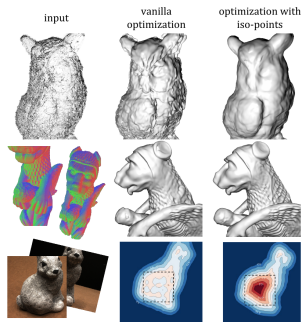 input
vanilla
optimization
optimization with
iso-points